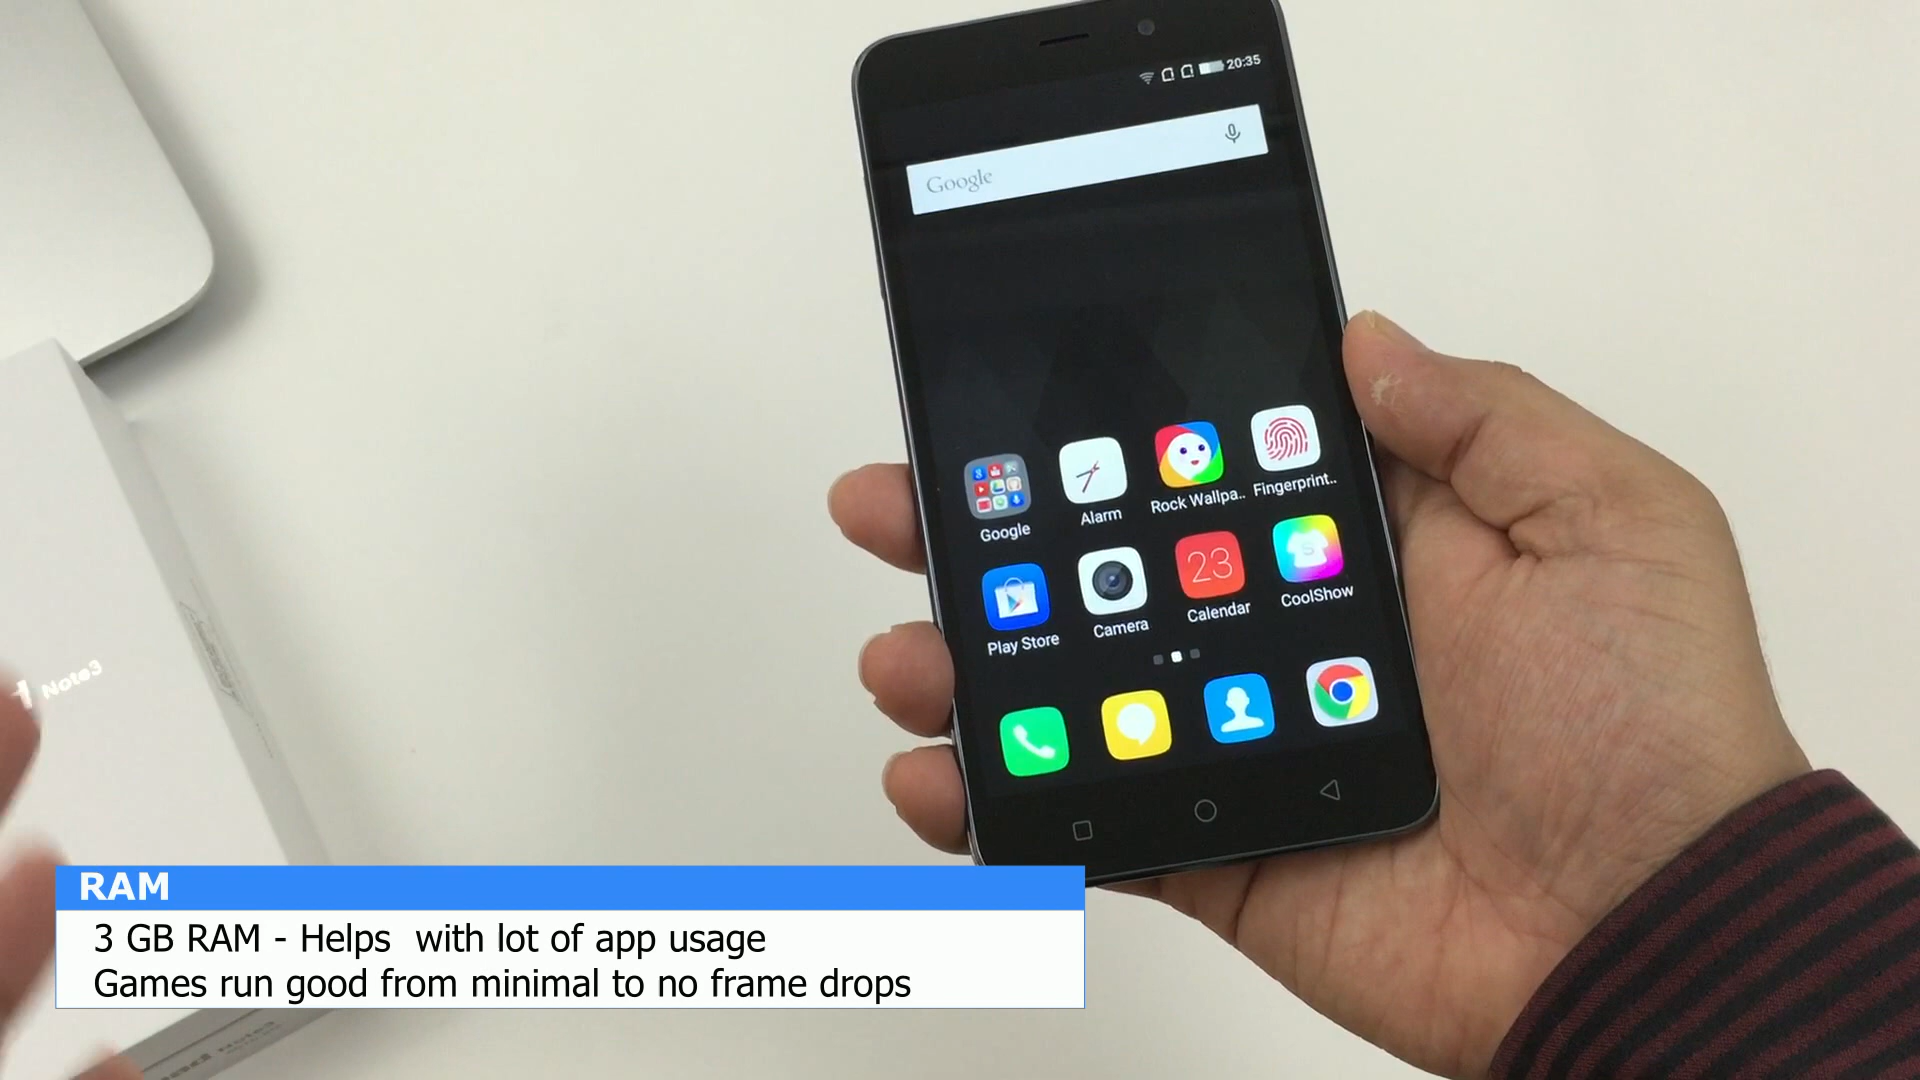 20:35
Google
Google
Alarm
Rock Wallpa..
Fingerprint..
Play Store
Camera
23
Calendar
S
CoolShow
Note3
RAM
3 GB RAM - Helps  with lot of app usage
Games run good from minimal to no frame drops
Note3